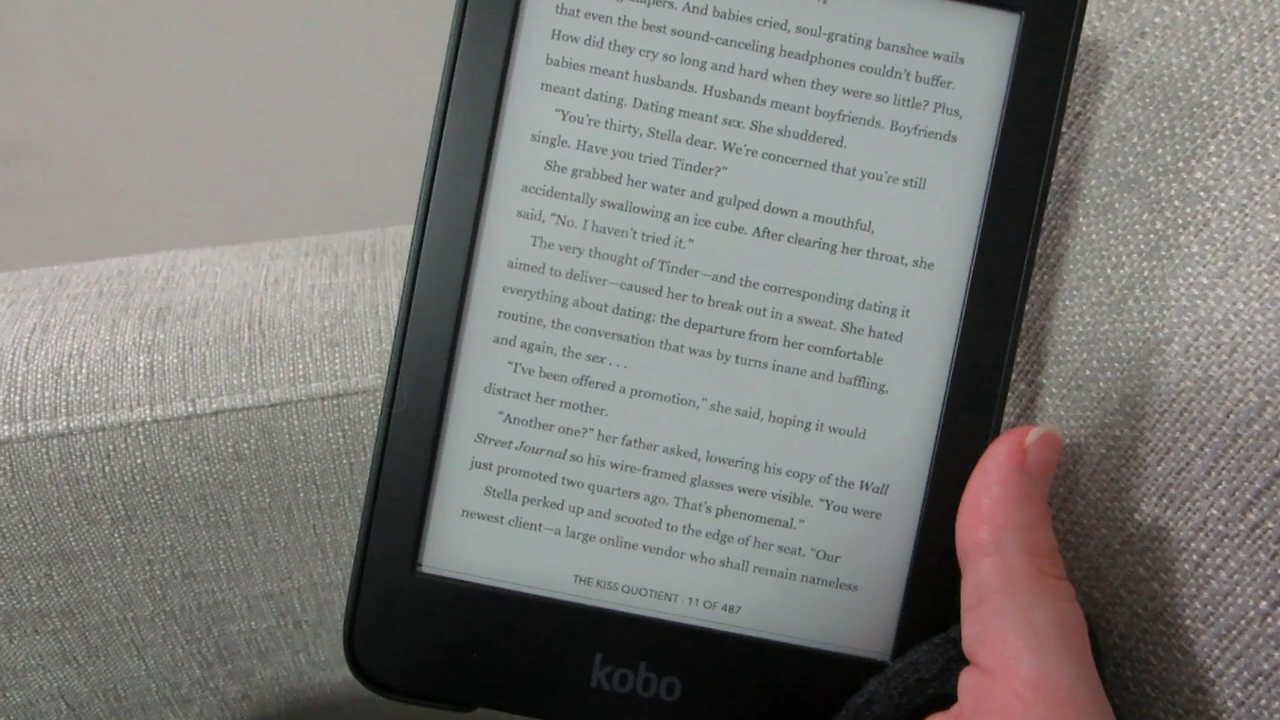 And babies cried, soul-grating banshee wails
that even the best sound-canceling headphones couldn't buffer.
How did they cry so long and hard when they were so little? Plus,
babies meant husbands. Husbands meant boyfriends. Boyfriends
meant dating. Dating meant sex. She shuddered.
"You're thirty, Stella dear. We're concerned that you're still
single. Have you tried Tinder?"
She grabbed her water and gulped down a mouthful,
accidentally swallowing an ice cube. After clearing her throat, she
said, "No. I haven't tried it."
The very thought of Tinder—and the corresponding dating it
aimed to deliver—caused her to break out in a sweat. She hated
everything about dating: the departure from her comfortable
routine, the conversation that was by turns inane and baffling,
and again, the sex . . .
"I've been offered a promotion," she said, hoping it would
distract her mother.
"Another one?" her father asked, lowering his copy of the Wall
Street Journal so his wire-framed glasses were visible. "You were
just promoted two quarters ago. That's phenomenal."
Stella perked up and scooted to the edge of her seat. "Our
newest client—a large online vendor who shall remain nameless
THE KISS QUOTIENT · 11 OF 487
kobo